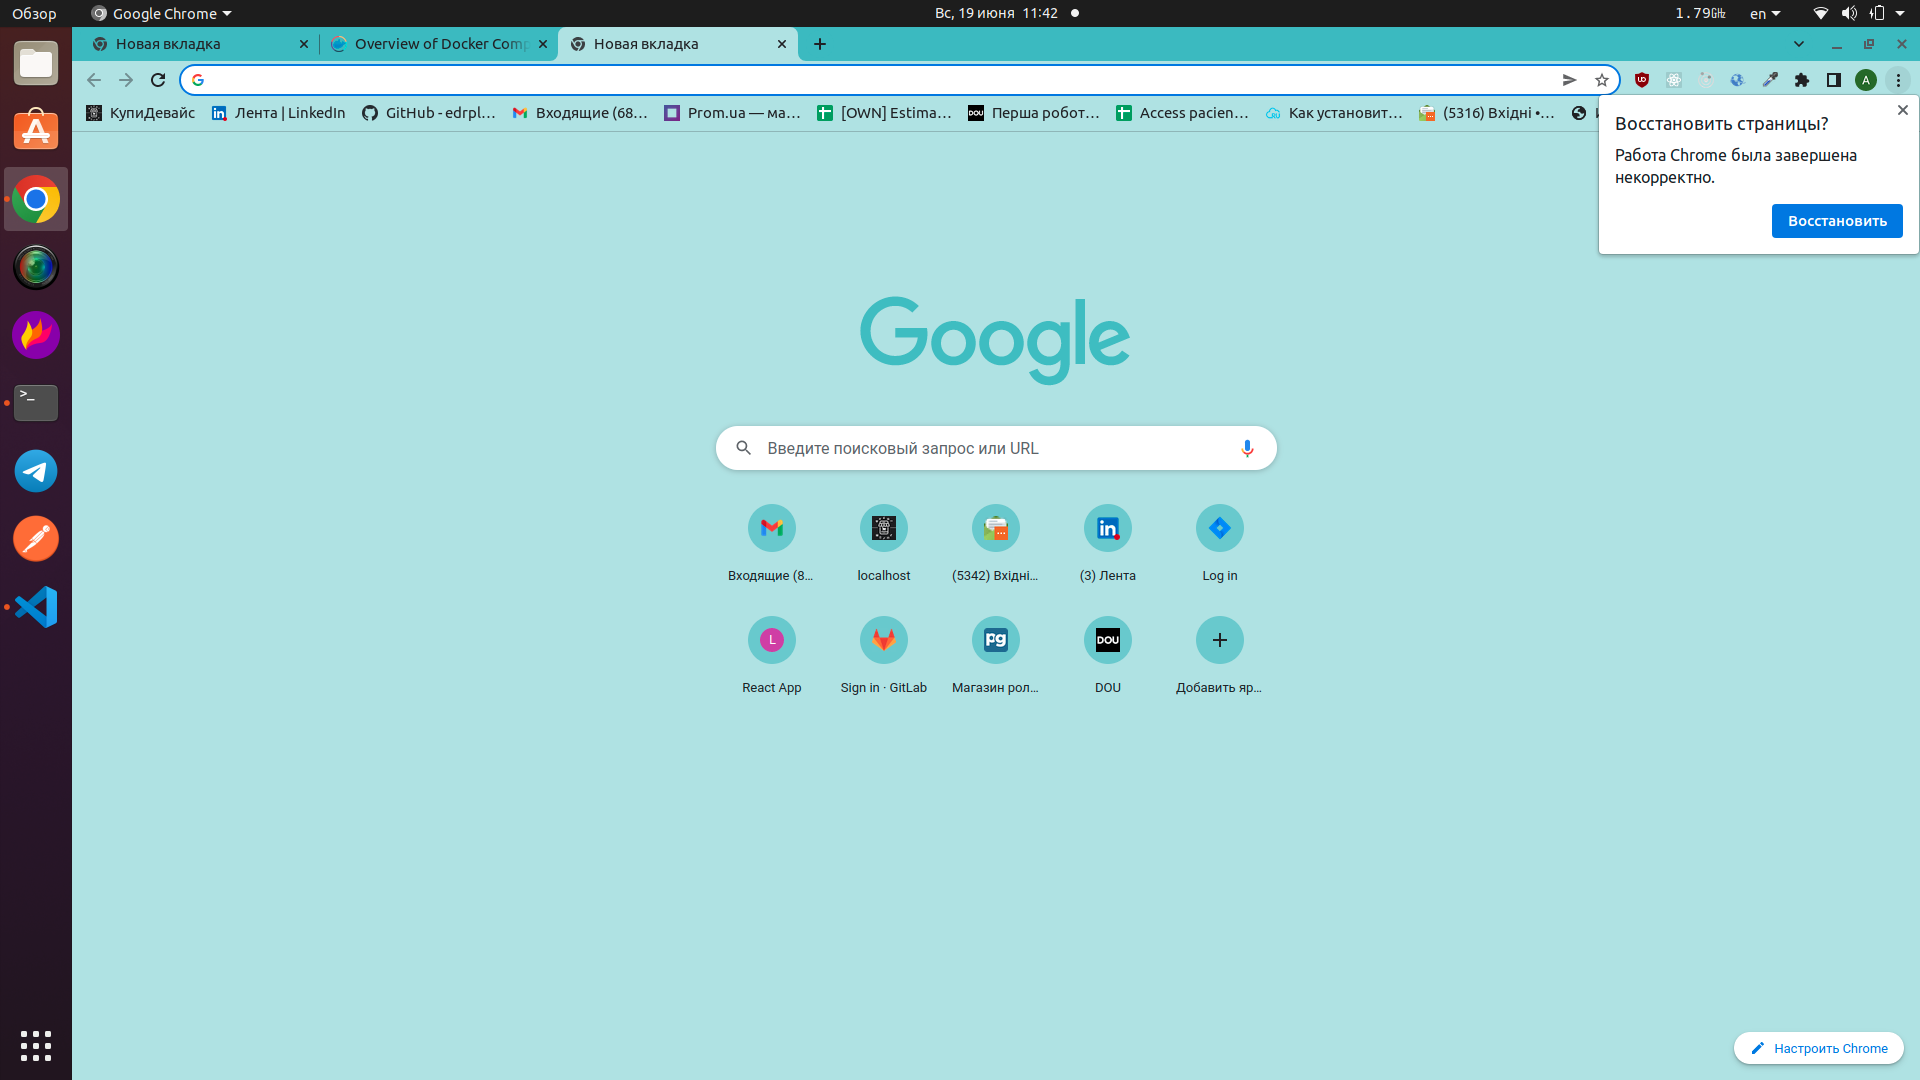 Обзор
Google Chrome
Вс, 19 июня 11:42
1.79GHz
en
Новая вкладка
Overview of Docker Comp
Новая вкладка
КупиДевайс
Лента | LinkedIn
GitHub - edrpl…
Входящие (68…
Prom.ua — ма…
[OWN] Estima…
Перша робот…
Access pacien…
Как установит…
(5316) Вхідні •…
Восстановить страницы?
Работа Chrome была завершена
некорректно.
Восстановить
Google
Введите поисковый запрос или URL
Входящие (8…
localhost
(5342) Вхідні…
(3) Лента
Log in
L
pg
DOU
React App
Sign in · GitLab
Магазин рол…
DOU
Добавить яр…
Настроить Chrome